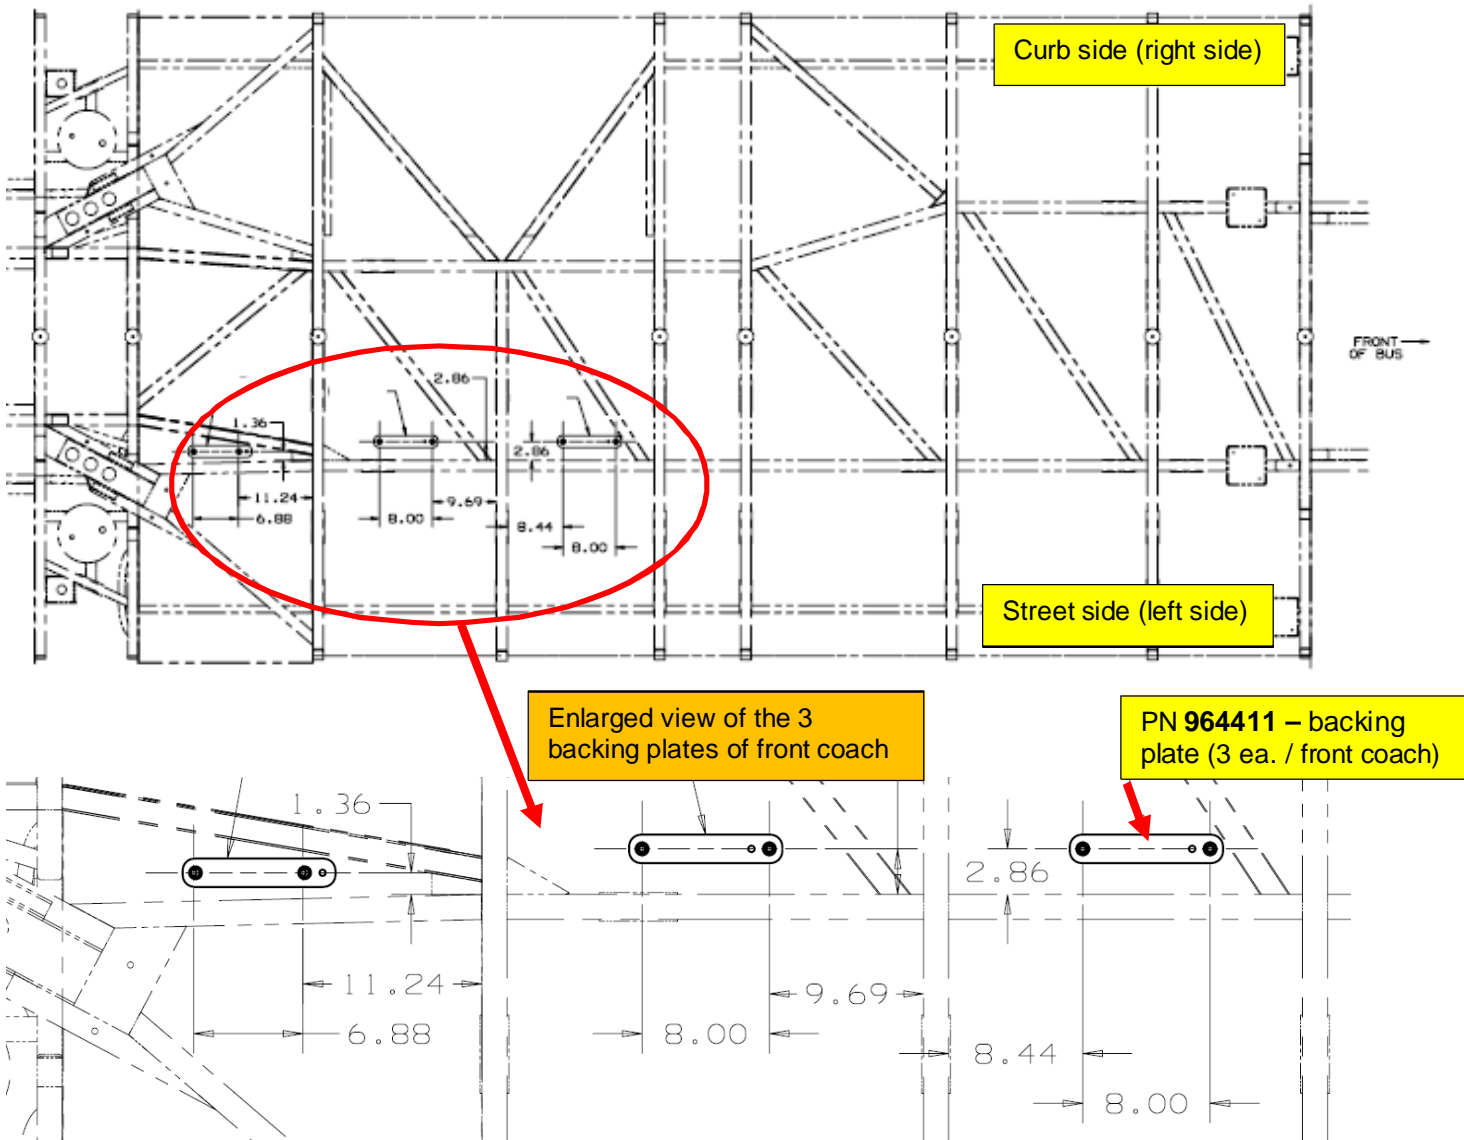 Curb side (right side)
FRONT
OF BUS
2.86
1.36
2.86
11.24
9.69
6.88
8.00
8.44
8.00
Street side (left side)
Enlarged view of the 3
backing plates of front coach
PN 964411 – backing
plate (3 ea. / front coach)
1.36
2.86
11.24
9.69
6.88
8.00
8.44
8.00